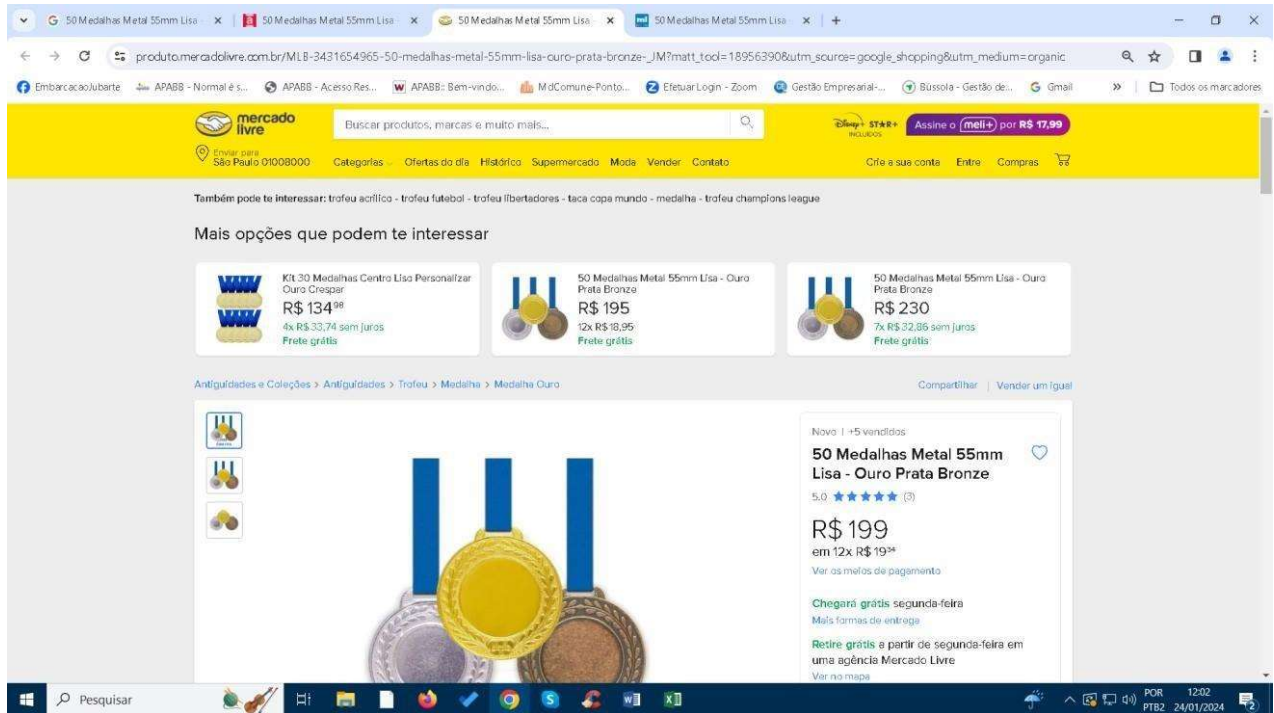 50 Medalhas Metal 55mm Lisa
50 Medalhas Metal 55mm Lisa
50 Medalhas Metal 55mm Lisa
50 Medalhas Metal 55mm Lisa
produto.mercadolivre.com.br/MLB-3431654965-50-medalhas-metal-55mm-lisa-ouro-prata-bronze-_JM?matt_tool=18956390&utm_source=google_shopping&utm_medium=organic
EmbarcacaoJubarte
APABB - Normal é s...
APABB - Acesso Res...
APABB:: Bem-vindo...
MdComune-Ponto...
Efetuar Login - Zoom
Gestão Empresarial-...
Bússola - Gestão de...
Gmail
Todos os marcadores
mercado
livre
Buscar produtos, marcas e muito mais...
Disney+ STAR+
INCLUÍDOS
Assine o meli+ por R$ 17,99
Enviar para
São Paulo 01008000
Categorias Ofertas do dia Histórico Supermercado Moda Vender Contato
Crie a sua conta Entre Compras
Também pode te interessar: trofeu acrílico - trofeu futebol - trofeu libertadores - taca copa mundo - medalha - trofeu champions league
Mais opções que podem te interessar
Kit 30 Medalhas Centro Liso Personalizar
Ouro Crespar
R$ 134⁹⁸
4x R$ 33,74 sem juros
Frete grátis
50 Medalhas Metal 55mm Lisa - Ouro
Prata Bronze
R$ 195
12x R$ 18,95
Frete grátis
50 Medalhas Metal 55mm Lisa - Ouro
Prata Bronze
R$ 230
7x R$ 32,86 sem juros
Frete grátis
Antiguidades e Coleções > Antiguidades > Trofeu > Medalha > Medalha Ouro
Compartilhar | Vender um igual
Novo | +5 vendidos
50 Medalhas Metal 55mm
Lisa - Ouro Prata Bronze
5.0 (3)
R$ 199
em 12x R$ 19³⁴
Ver os meios de pagamento
Chegará grátis segunda-feira
Mais formas de entrega
Retire grátis a partir de segunda-feira em
uma agência Mercado Livre
Ver no mapa
Pesquisar
POR
PTB2
12:02
24/01/2024
2